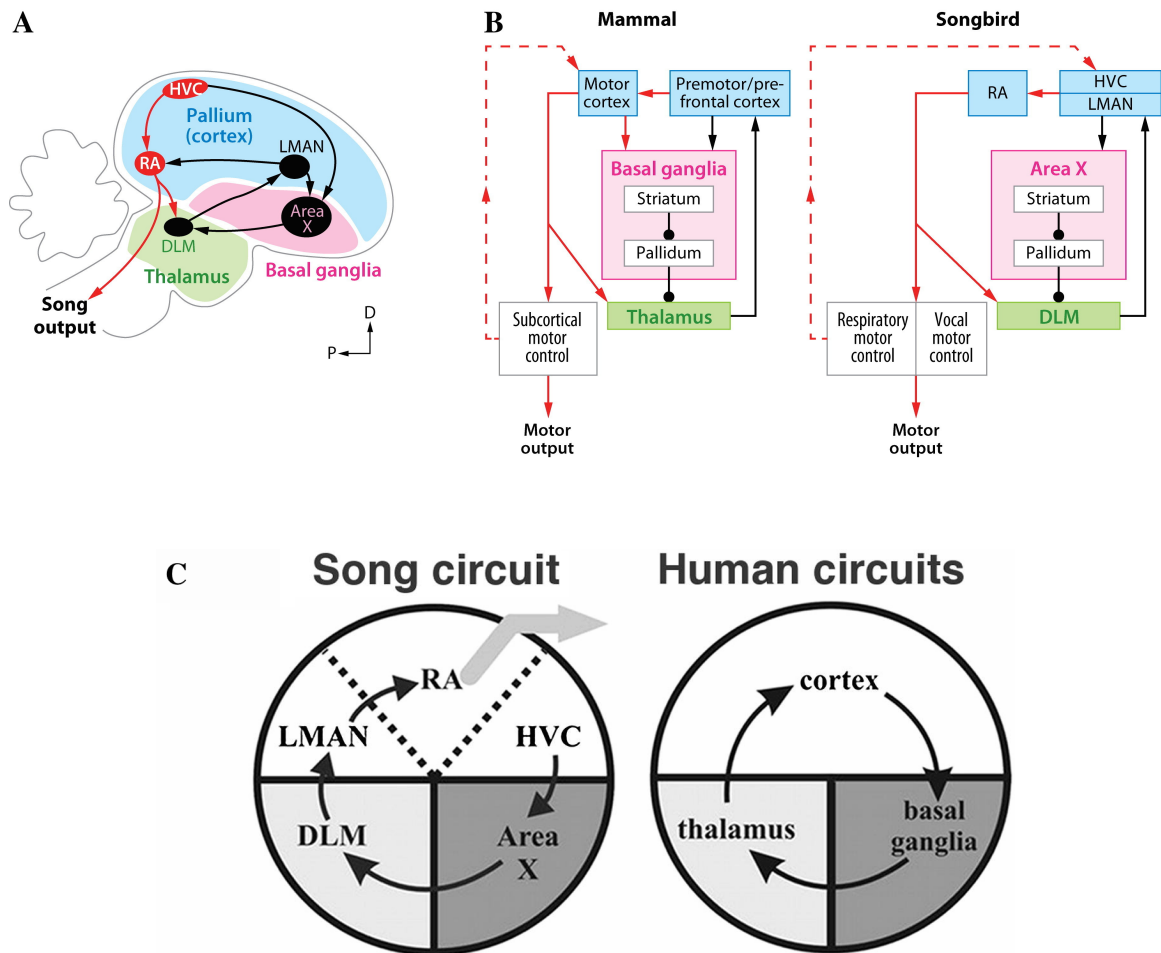 A
HVC
Pallium
(cortex)
LMAN
RA
Area
X
DLM
Thalamus
Basal ganglia
Song
output
D
P
B
Mammal
Motor
cortex
Premotor/pre-
frontal cortex
Basal ganglia
Striatum
Pallidum
Subcortical
motor
control
Thalamus
Motor
output
Songbird
RA
HVC
LMAN
Area X
Striatum
Pallidum
Respiratory
motor
control
Vocal
motor
control
DLM
Motor
output
C
Song circuit
RA
LMAN
HVC
DLM
Area
X
Human circuits
cortex
thalamus
basal
ganglia